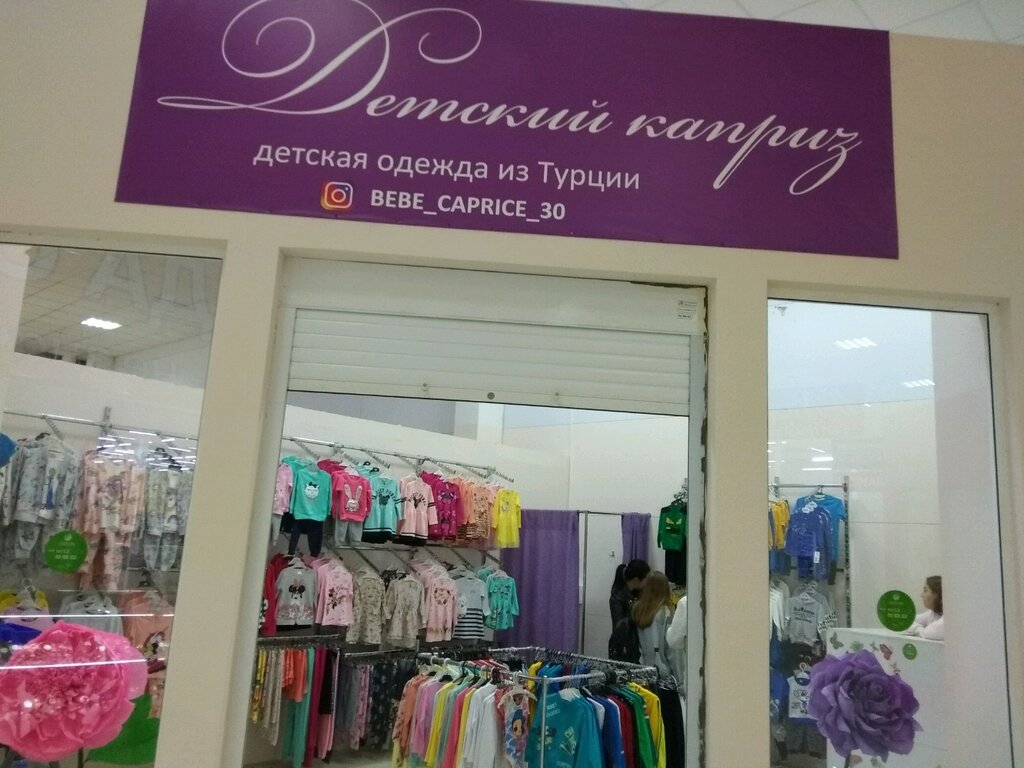 Детский каприз
детская одежда из Турции
BEBE_CAPRICE_30